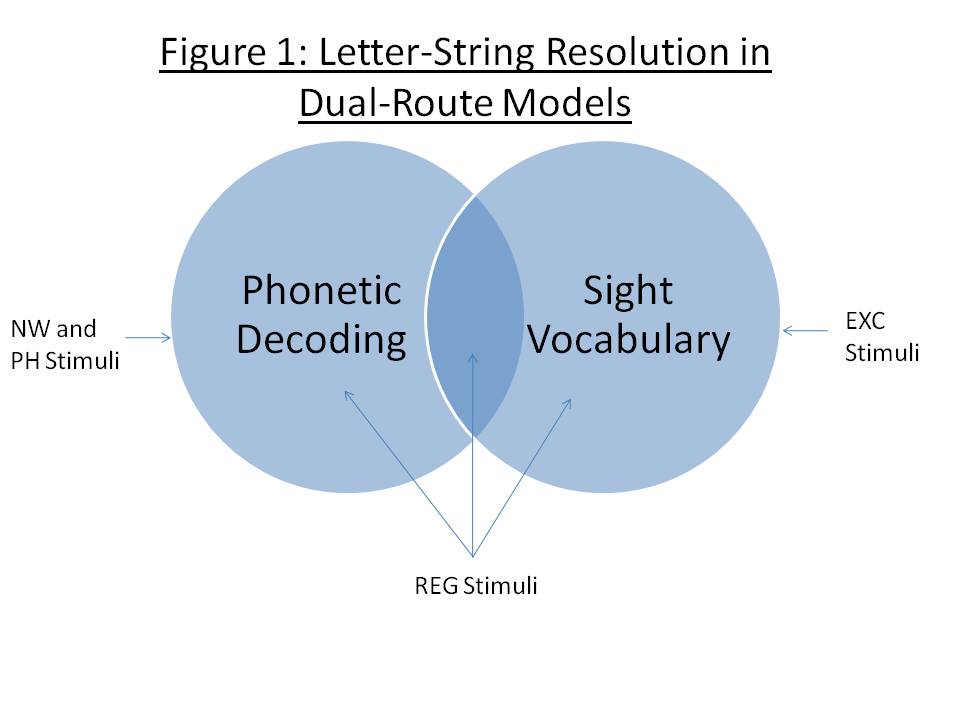 Figure 1: Letter-String Resolution in
Dual-Route Models
Phonetic
Decoding
Sight
Vocabulary
NW and
PH Stimuli
EXC
Stimuli
REG Stimuli